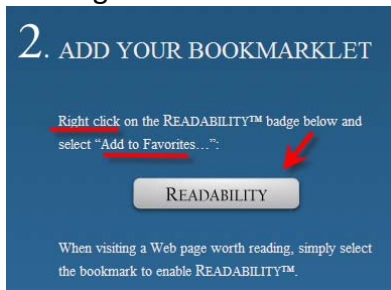 2. ADD YOUR BOOKMARKLET
Right click on the READABILITY™ badge below and
select “Add to Favorites…”:
READABILITY
When visiting a Web page worth reading, simply select
the bookmark to enable READABILITY™.